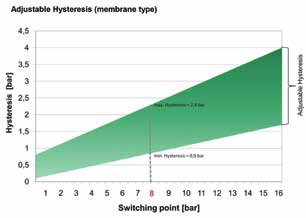 Adjustable Hysteresis (membrane type)
Hysteresis [bar]
4,5
4
3,5
3
2,5
2
1,5
1
0,5
0
max. Hysterese = 2,4 bar
min. Hysterese = 0,9 bar
Adjustable Hysteresis
1 2 3 4 5 6 7 8 9 10 11 12 13 14 15 16
Switching point [bar]